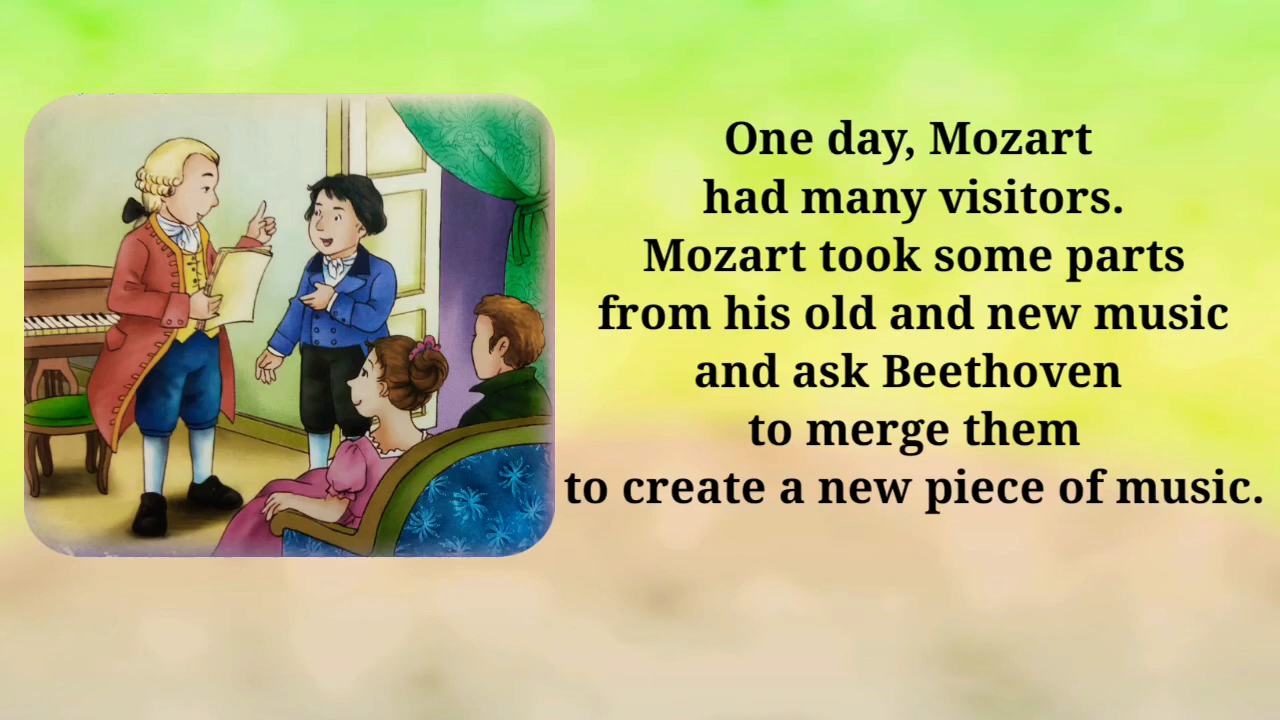 One day, Mozart
had many visitors.
Mozart took some parts
from his old and new music
and ask Beethoven
to merge them
to create a new piece of music.